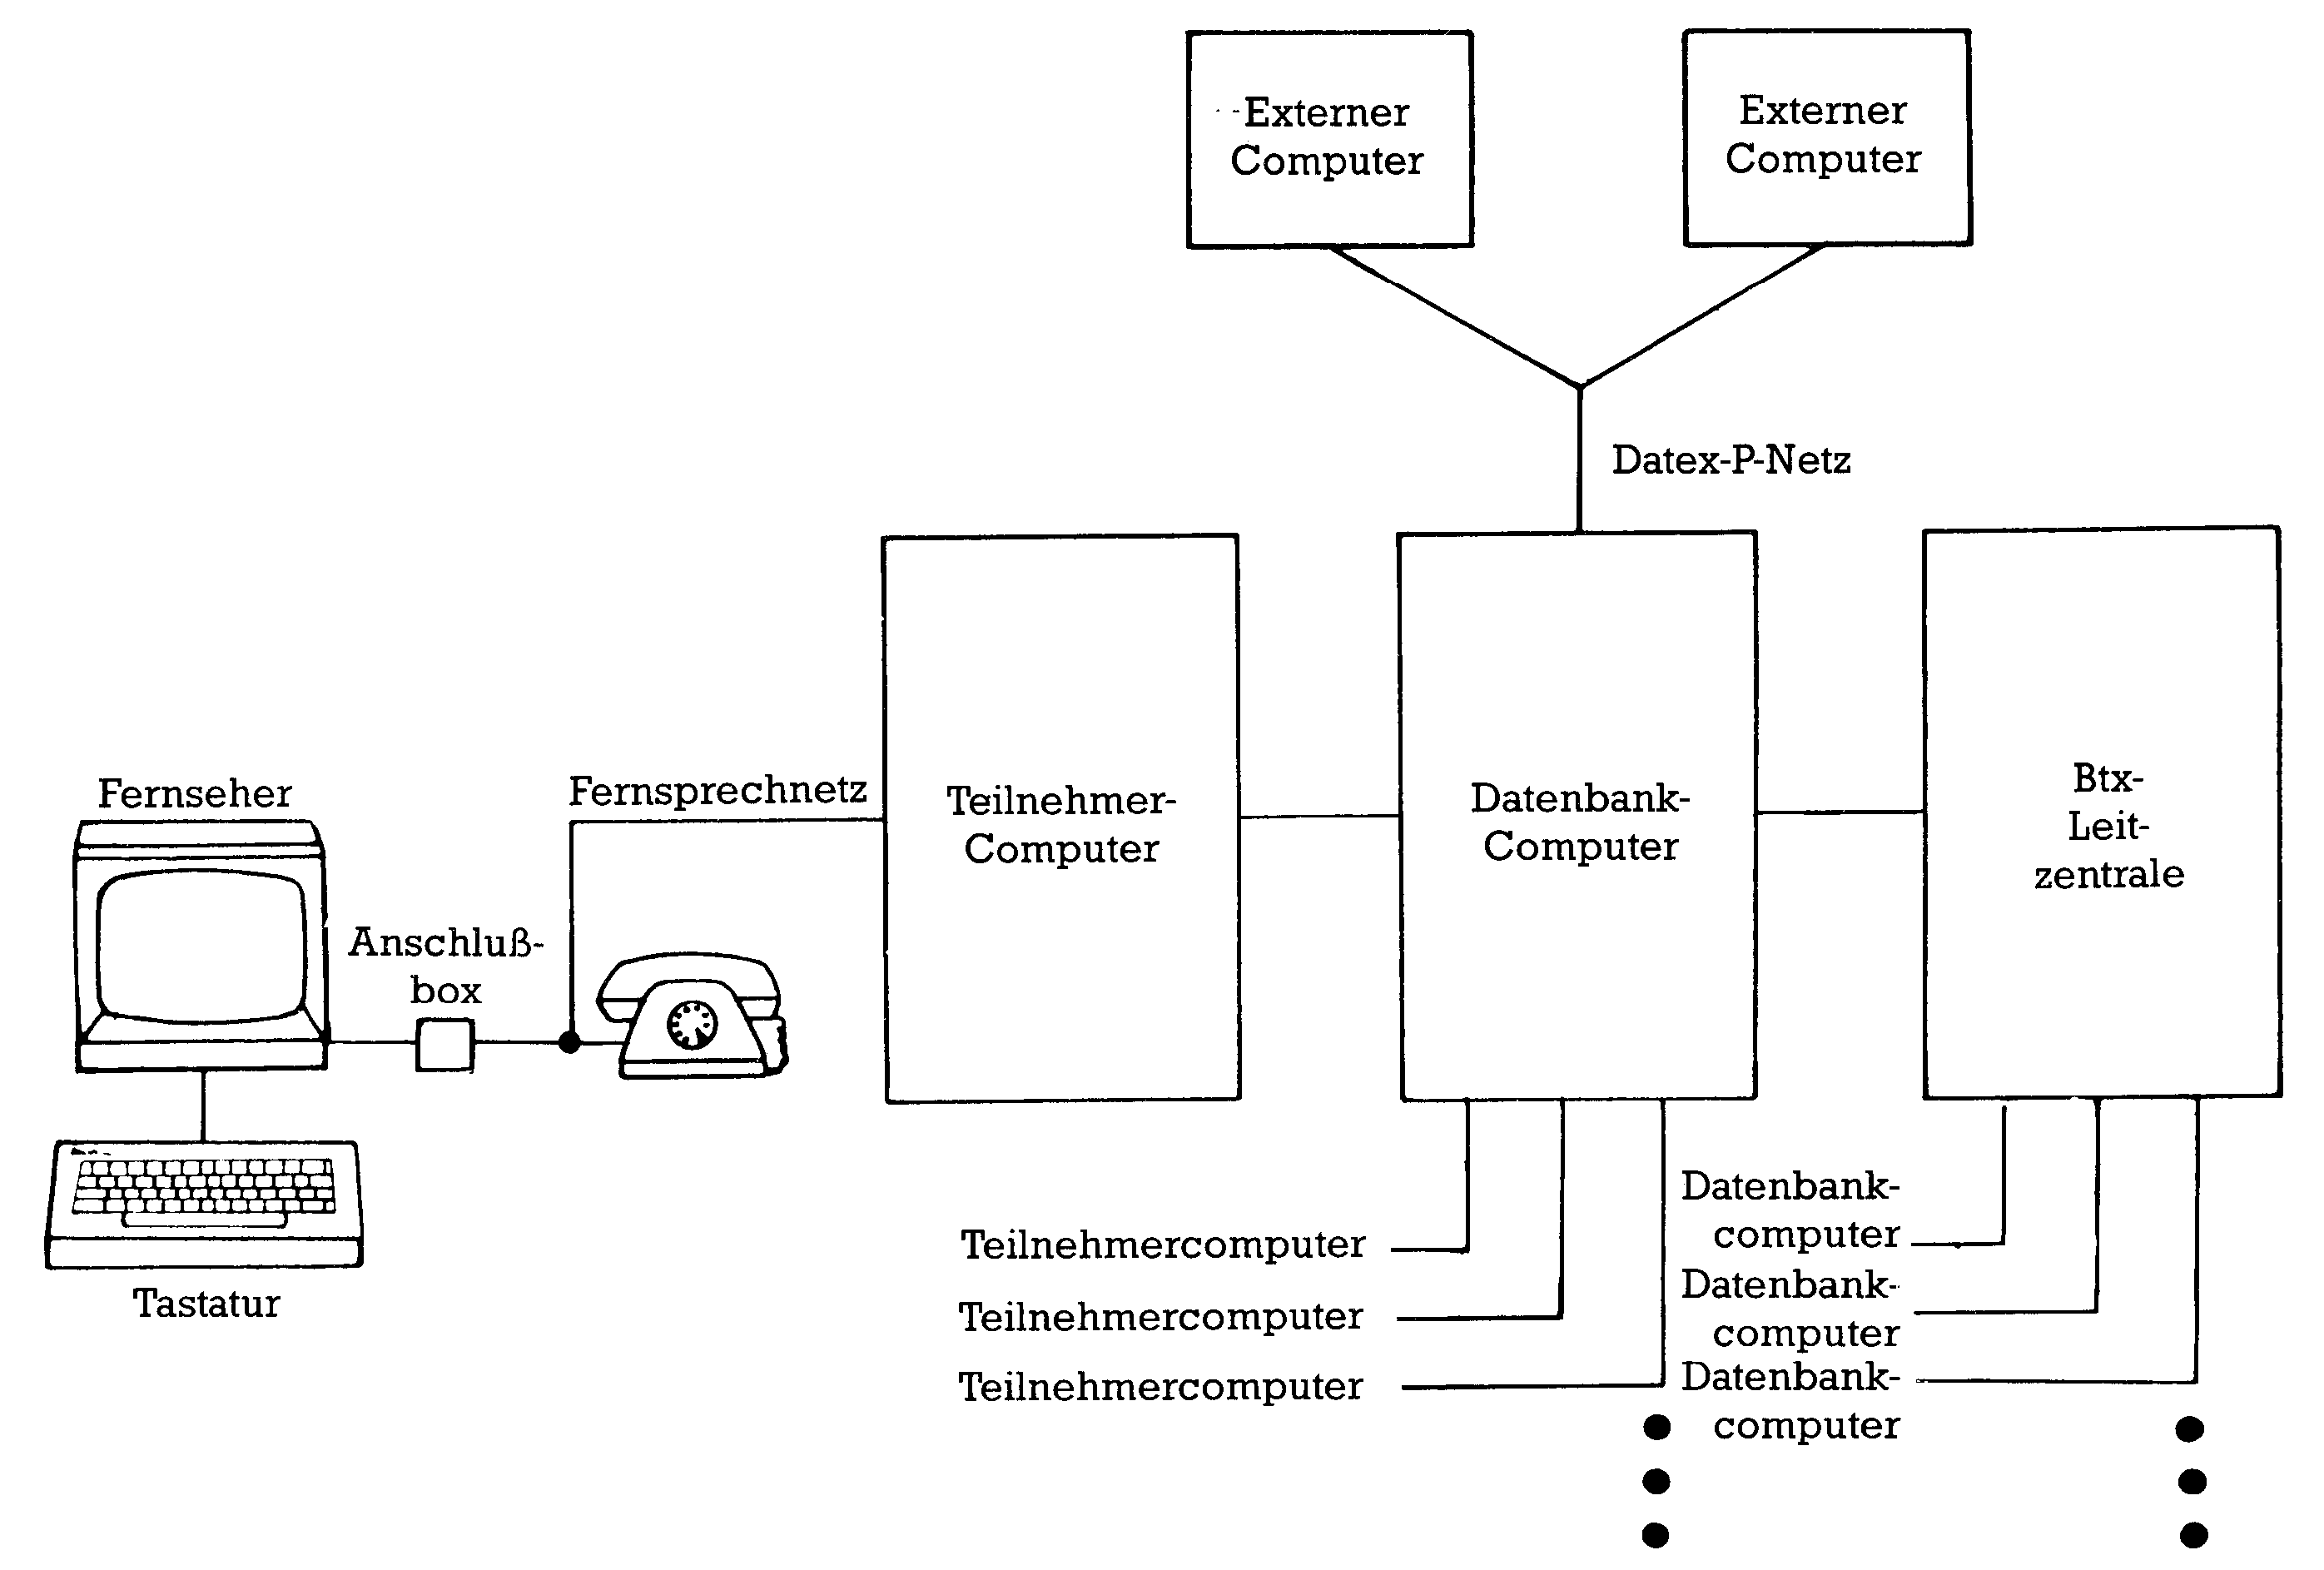 Externer
Computer
Externer
Computer
Datex-P-Netz
Fernseher
Anschluß-
box
Fernsprechnetz
Tastatur
Teilnehmer-
Computer
Datenbank-
Computer
Btx-
Leit-
zentrale
Teilnehmercomputer
Teilnehmercomputer
Teilnehmercomputer
Datenbank-
computer
Datenbank-
computer
Datenbank-
computer